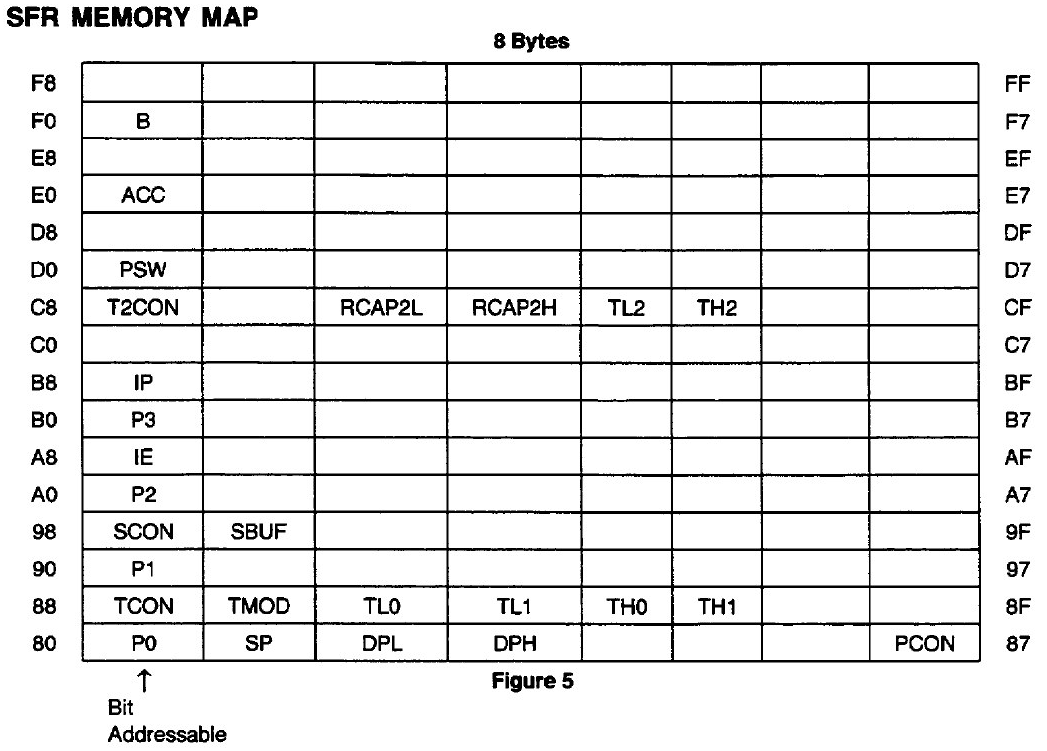 SFR MEMORY MAP
8 Bytes
F8 FF
F0 B F7
E8 EF
E0 ACC E7
D8 DF
D0 PSW D7
C8 T2CON RCAP2L RCAP2H TL2 TH2 CF
C0 C7
B8 IP BF
B0 P3 B7
A8 IE AF
A0 P2 A7
98 SCON SBUF 9F
90 P1 97
88 TCON TMOD TL0 TL1 TH0 TH1 8F
80 P0 SP DPL DPH PCON 87
↑ Figure 5
Bit
Addressable